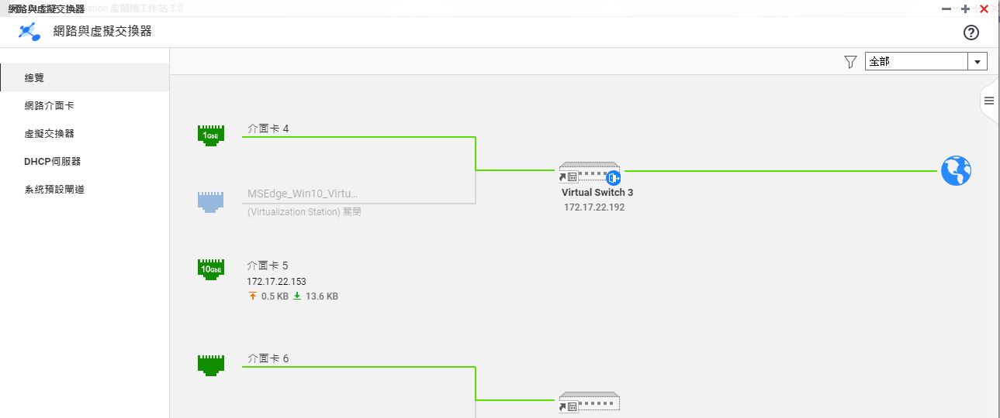 網路與虛擬交換器
網路與虛擬交換器
全部
總覽
網路介面卡
虛擬交換器
DHCP伺服器
系統預設閘道
1GbE
介面卡 4
MSEdge_Win10_Virtu...
(Virtualization Station) 關閉
Virtual Switch 3
172.17.22.192
10GbE
介面卡 5
172.17.22.153
0.5 KB 13.6 KB
介面卡 6